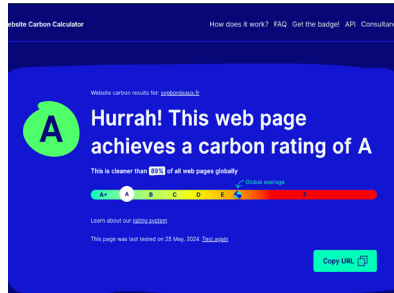 ebsite Carbon Calculator
How does it work? FAQ Get the badge! API Consultanc
Website carbon results for: svpbordeaux.fr
A
Hurrah! This web page
achieves a carbon rating of A
This is cleaner than 89% of all web pages globally
Global average
A+ A B C D E F
Learn about our rating system
This page was last tested on 25 May, 2024. Test again
Copy URL